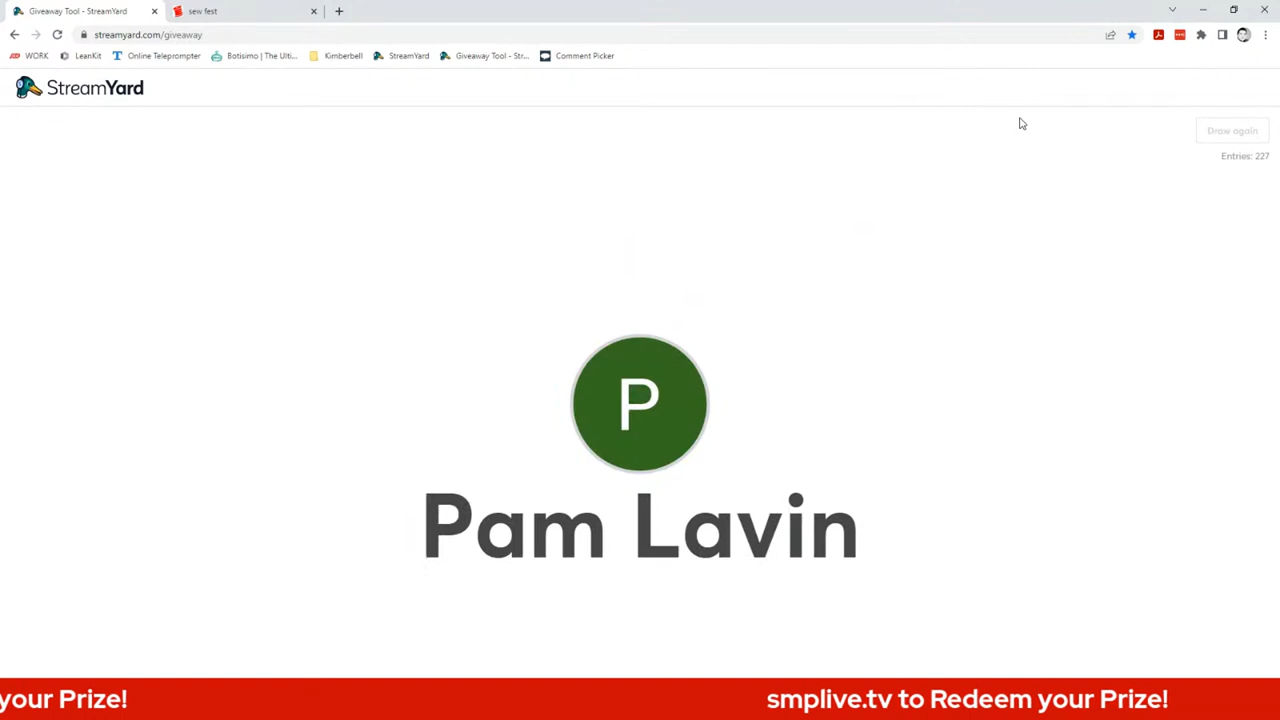 Giveaway Tool - StreamYard
sew fest
streamyard.com/giveaway
WORK
LeanKit
Online Teleprompter
Botisimo | The Ulti...
Kimberbell
StreamYard
Giveaway Tool - Str...
Comment Picker
StreamYard
Draw again
Entries: 227
P
Pam Lavin
your Prize! smplive.tv to Redeem your Prize!